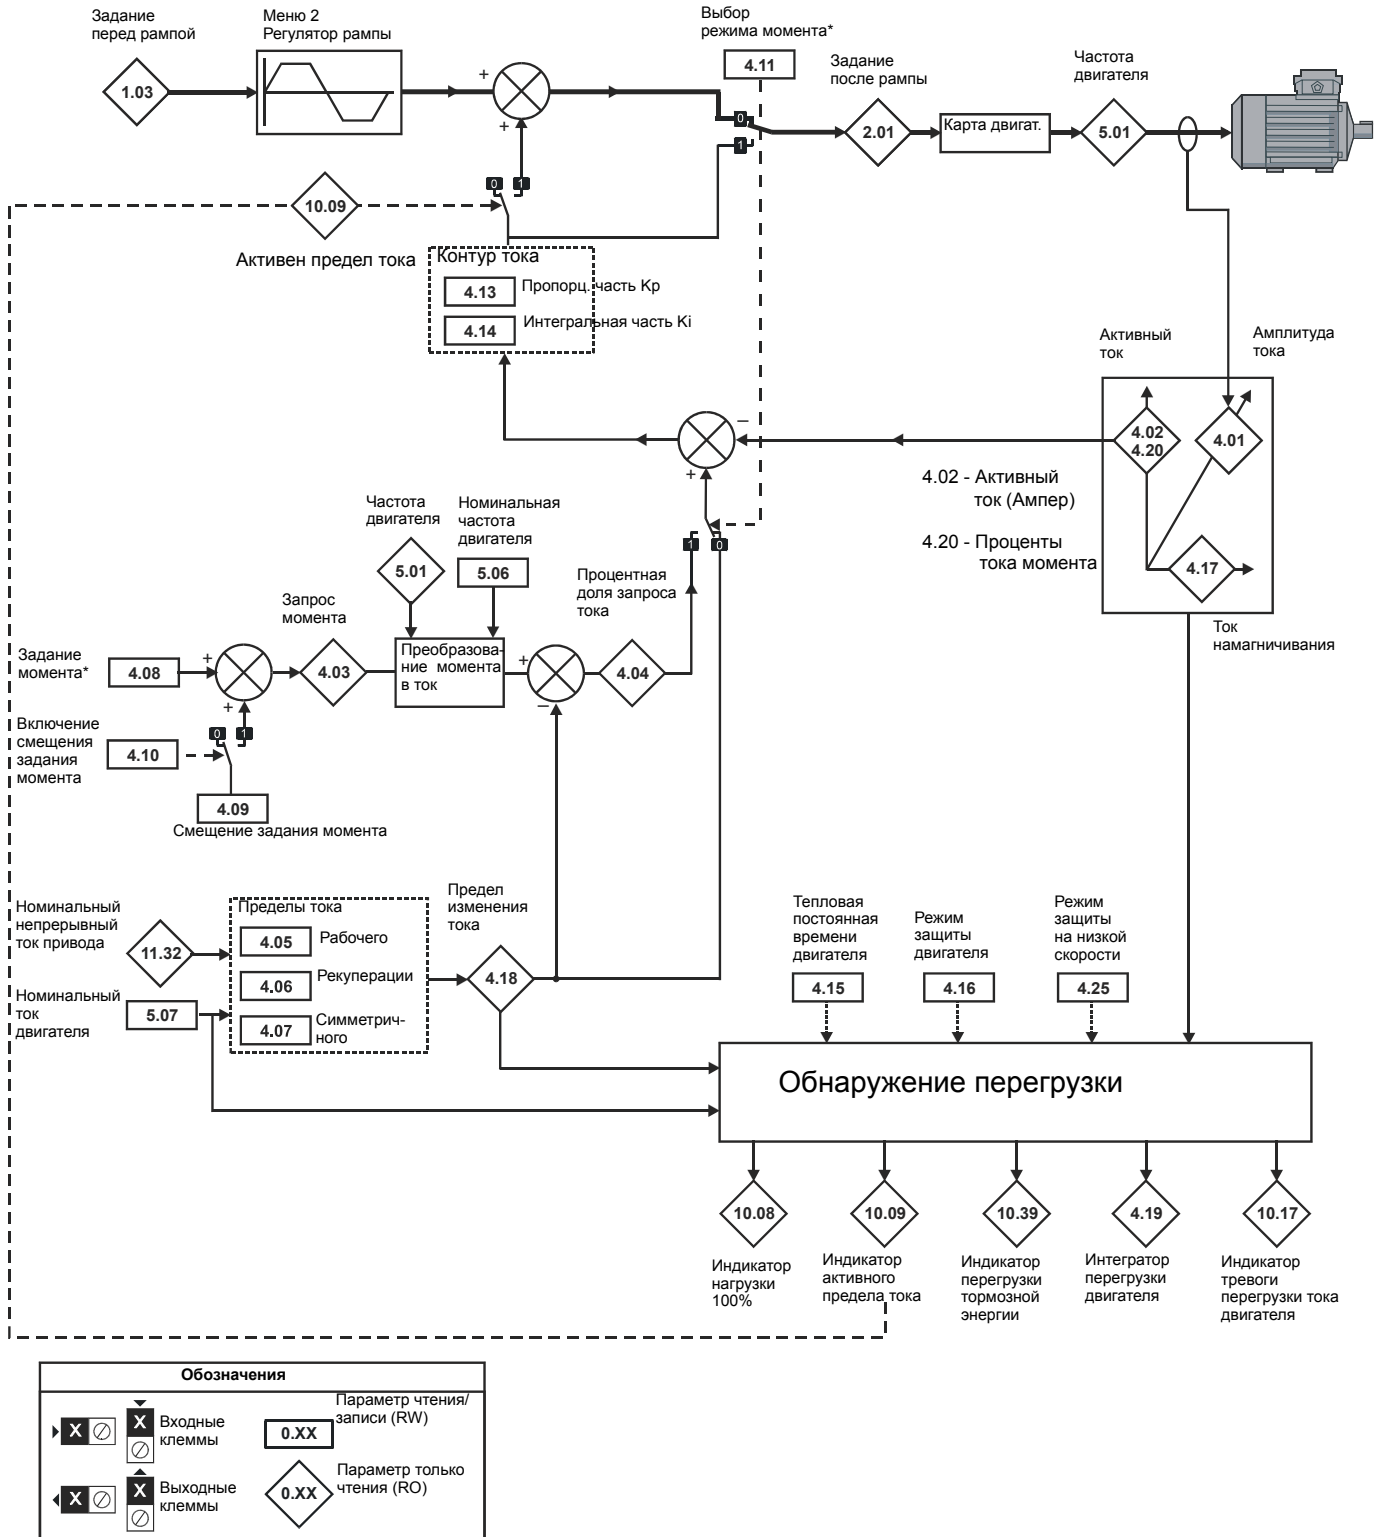 Задание
перед рампой
1.03
Меню 2
Регулятор рампы
+
+
Выбор
режима момента*
4.11
0
1
Задание
после рампы
2.01
Карта двигат.
Частота
двигателя
5.01
10.09
0
1
Активен предел тока
Контур тока
4.13
Пропорц. часть Kp
4.14
Интегральная часть Ki
Активный
ток
Амплитуда
тока
4.02
4.20
4.01
4.17
–
+
4.02 - Активный
ток (Ампер)
4.20 - Проценты
тока момента
Ток
намагничивания
1
0
Частота
двигателя
5.01
Номинальная
частота
двигателя
5.06
Процентная
доля запроса
тока
Запрос
момента
Задание
момента*
4.08
+
+
4.03
Преобразова-
ние момента
в ток
+
–
4.04
Включение
смещения
задания
момента
4.10
0
1
4.09
Смещение задания момента
Номинальный
непрерывный
ток привода
11.32
Номинальный
ток
двигателя
5.07
Пределы тока
4.05
Рабочего
4.06
Рекуперации
4.07
Симметрич-
ного
Предел
изменения
тока
4.18
Тепловая
постоянная
времени
двигателя
4.15
Режим
защиты
двигателя
4.16
Режим
защиты
на низкой
скорости
4.25
Обнаружение перегрузки
10.08
10.09
10.39
4.19
10.17
Индикатор
нагрузки
100%
Индикатор
активного
предела тока
Индикатор
перегрузки
тормозной
энергии
Интегратор
перегрузки
двигателя
Индикатор
тревоги
перегрузки тока
двигателя
Обозначения
X
X
Входные
клеммы
0.XX
Параметр чтения/
записи (RW)
X
X
Выходные
клеммы
0.XX
Параметр только
чтения (RO)